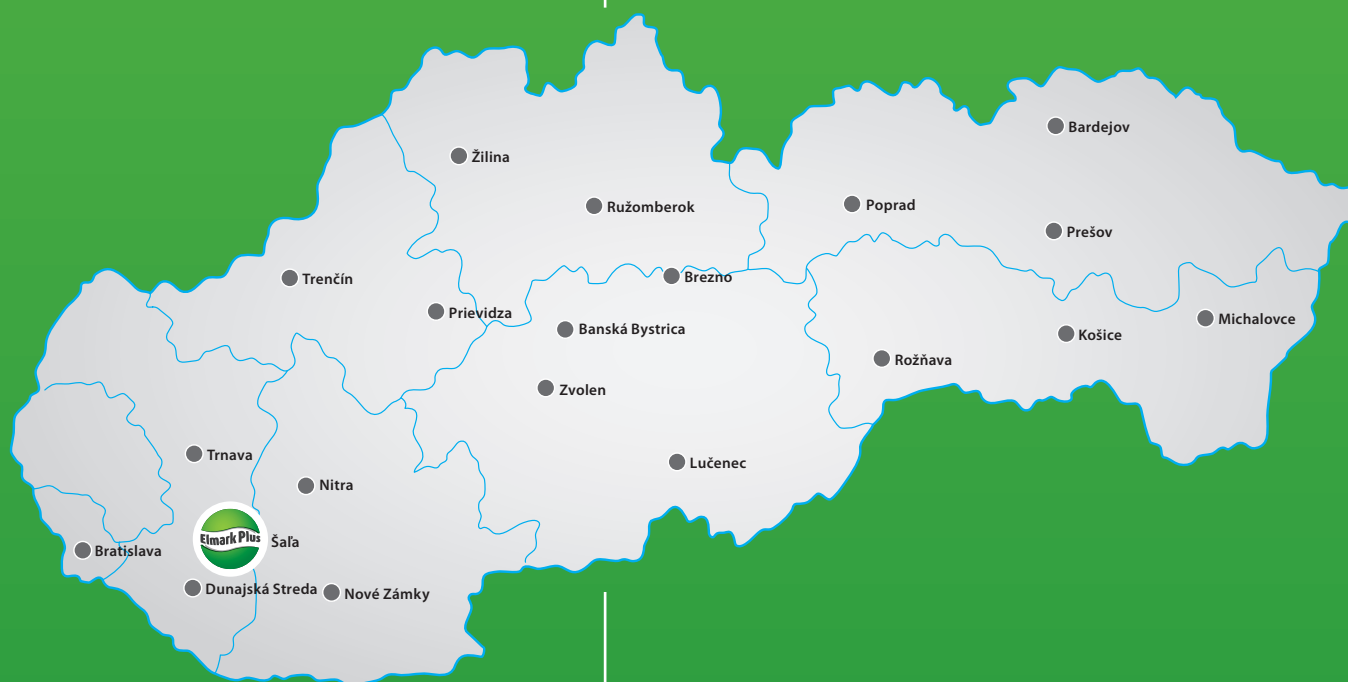 Bardejov
Žilina
Ružomberok
Poprad
Prešov
Trenčín
Brezno
Prievidza
Banská Bystrica
Michalovce
Košice
Rožňava
Zvolen
Trnava
Lučenec
Nitra
Elmark Plus
Šaľa
Bratislava
Dunajská Streda
Nové Zámky